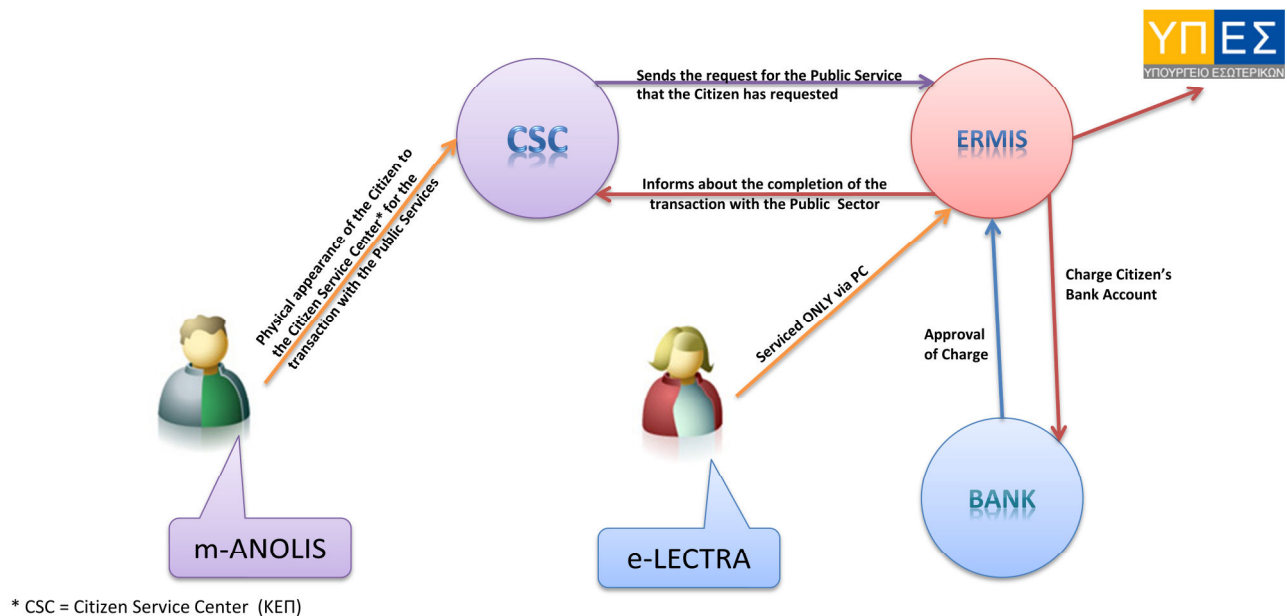 ΥΠ ΕΣ
ΥΠΟΥΡΓΕΙΟ ΕΣΩΤΕΡΙΚΩΝ
Sends the request for the Public Service
that the Citizen has requested
CSC
ERMIS
Informs about the completion of the
transaction with the Public Sector
Physical appearance of the Citizen to
the Citizen Service Center* for the
transaction with the Public Services
Serviced ONLY via PC
Charge Citizen's
Bank Account
Approval
of Charge
BANK
m-ANOLIS
e-LECTRA
* CSC = Citizen Service Center (ΚΕΠ)